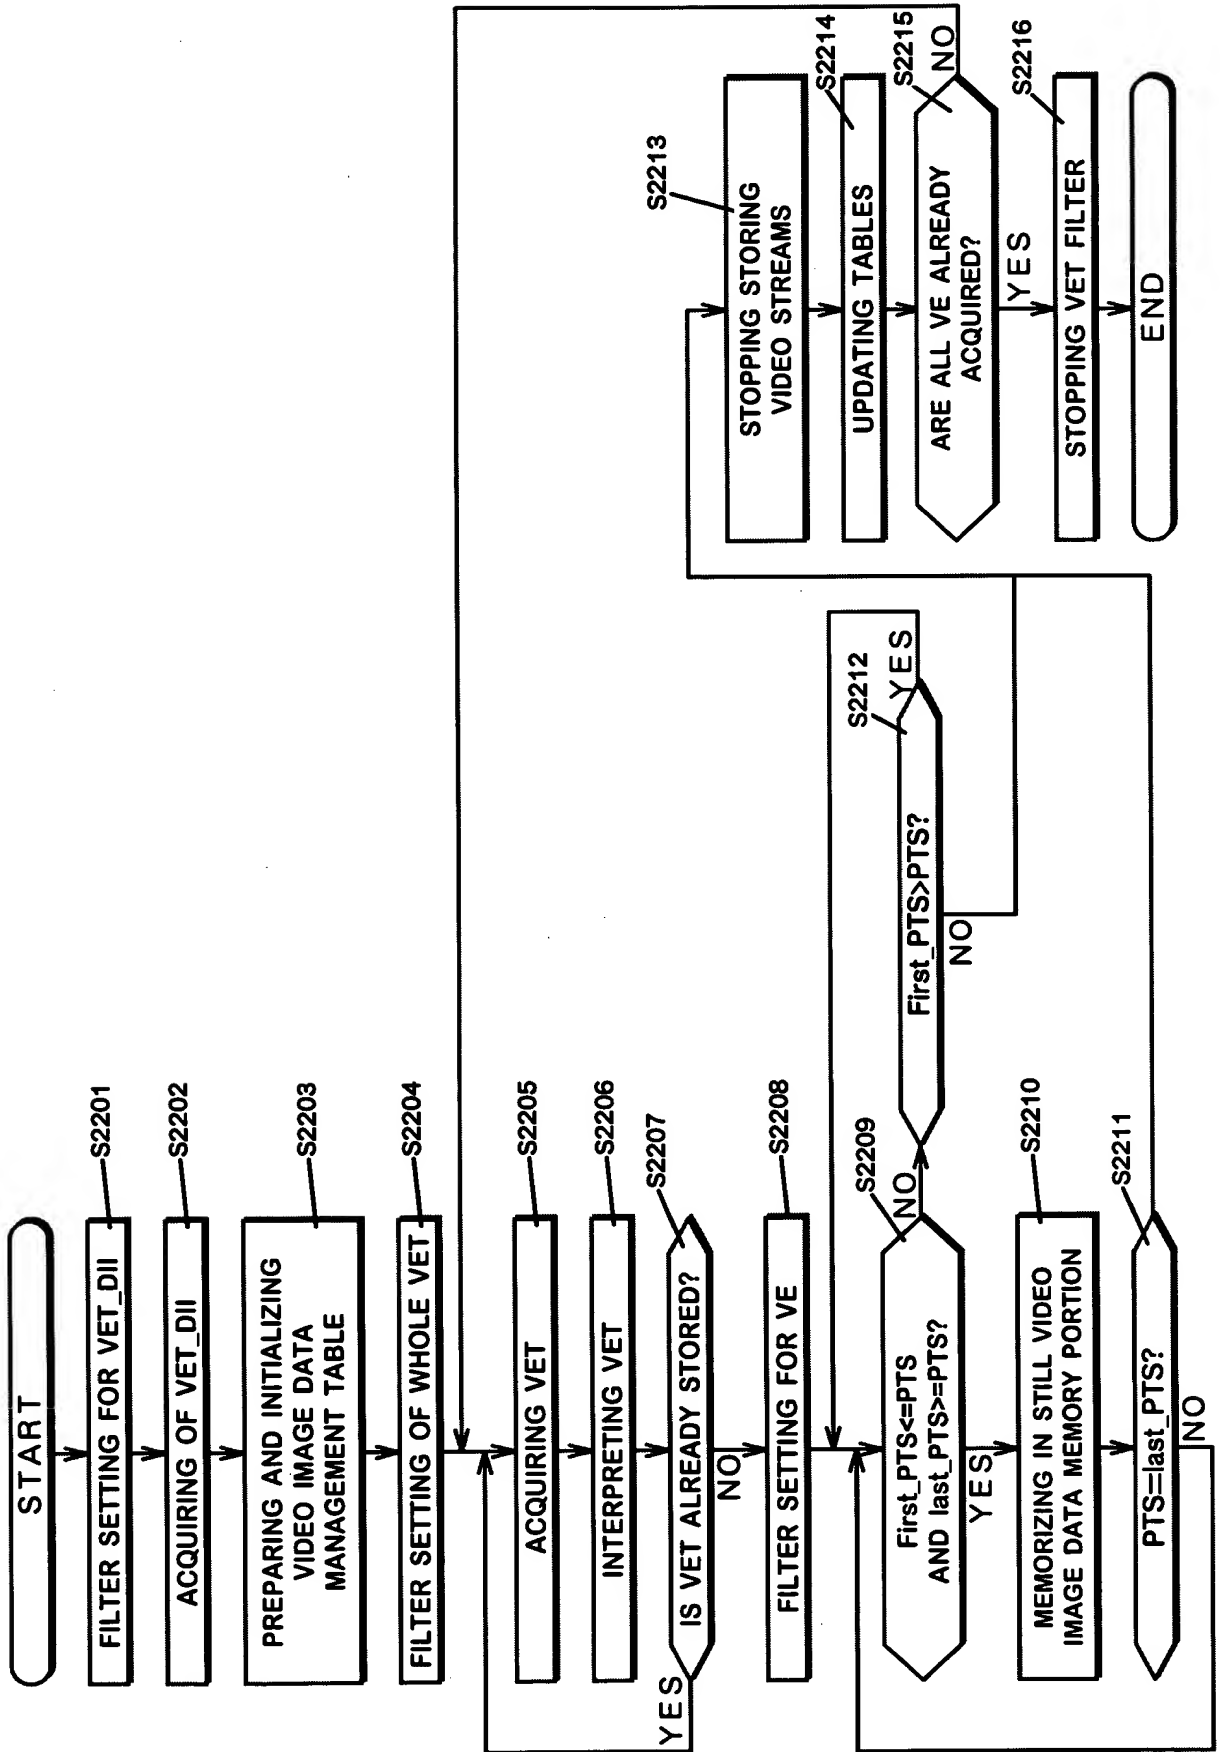 START
FILTER SETTING FOR VET_DII
S2201
ACQUIRING OF VET_DII
S2202
PREPARING AND INITIALIZING
VIDEO IMAGE DATA
MANAGEMENT TABLE
S2203
FILTER SETTING OF WHOLE VET
S2204
ACQUIRING VET
S2205
INTERPRETING VET
S2206
IS VET ALREADY STORED?
S2207
YES
NO
FILTER SETTING FOR VE
S2208
First_PTS<=PTS
AND last_PTS>=PTS?
S2209
NO
YES
MEMORIZING IN STILL VIDEO
IMAGE DATA MEMORY PORTION
S2210
PTS=last_PTS?
S2211
NO
First_PTS>PTS?
S2212
YES
NO
STOPPING STORING
VIDEO STREAMS
S2213
UPDATING TABLES
S2214
ARE ALL VE ALREADY
ACQUIRED?
S2215
NO
YES
STOPPING VET FILTER
S2216
END